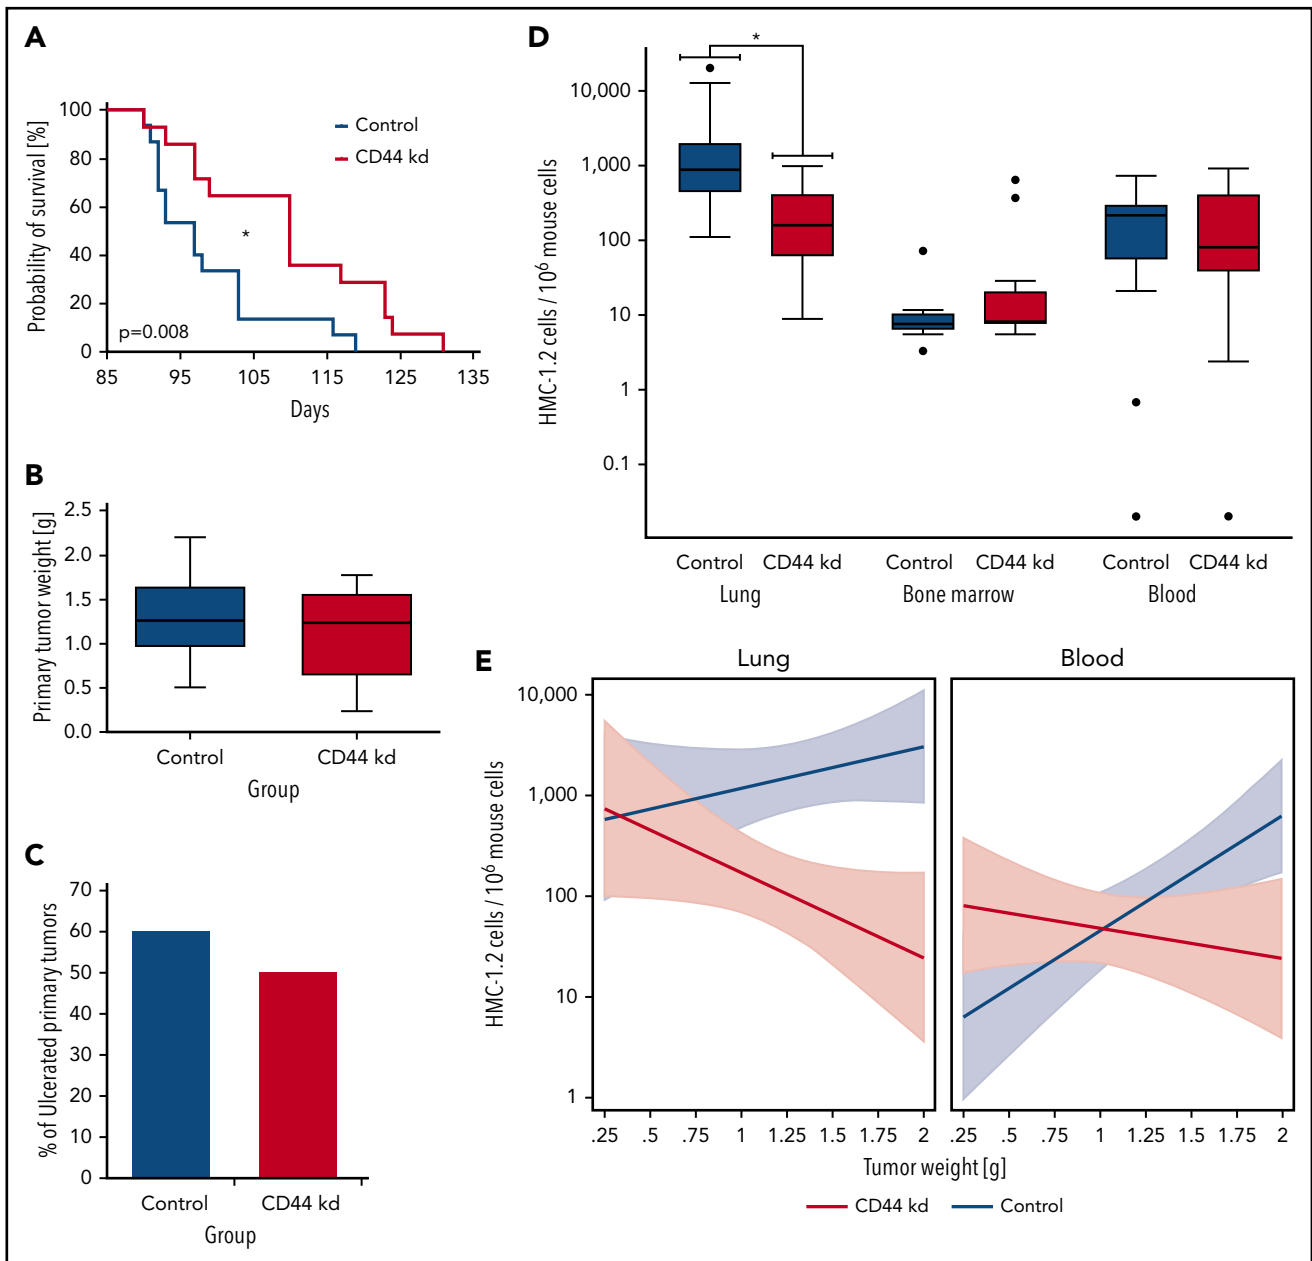 A
Probability of survival [%]
100
80
60
40
20
0
Control
CD44 kd
*
p=0.008
85 95 105 115 125 135
Days
B
Primary tumor weight [g]
2.5
2.0
1.5
1.0
0.5
0.0
Control CD44 kd
Group
C
% of Ulcerated primary tumors
70
60
50
40
30
20
10
0
Control CD44 kd
Group
D
HMC-1.2 cells / 10⁶ mouse cells
*
10,000
1,000
100
10
1
0.1
Control CD44 kd Control CD44 kd Control CD44 kd
Lung Bone marrow Blood
E
Lung Blood
HMC-1.2 cells / 10⁶ mouse cells
10,000
1,000
100
10
1
.25 .5 .75 1 1.25 1.5 1.75 2 .25 .5 .75 1 1.25 1.5 1.75 2
Tumor weight [g]
CD44 kd Control